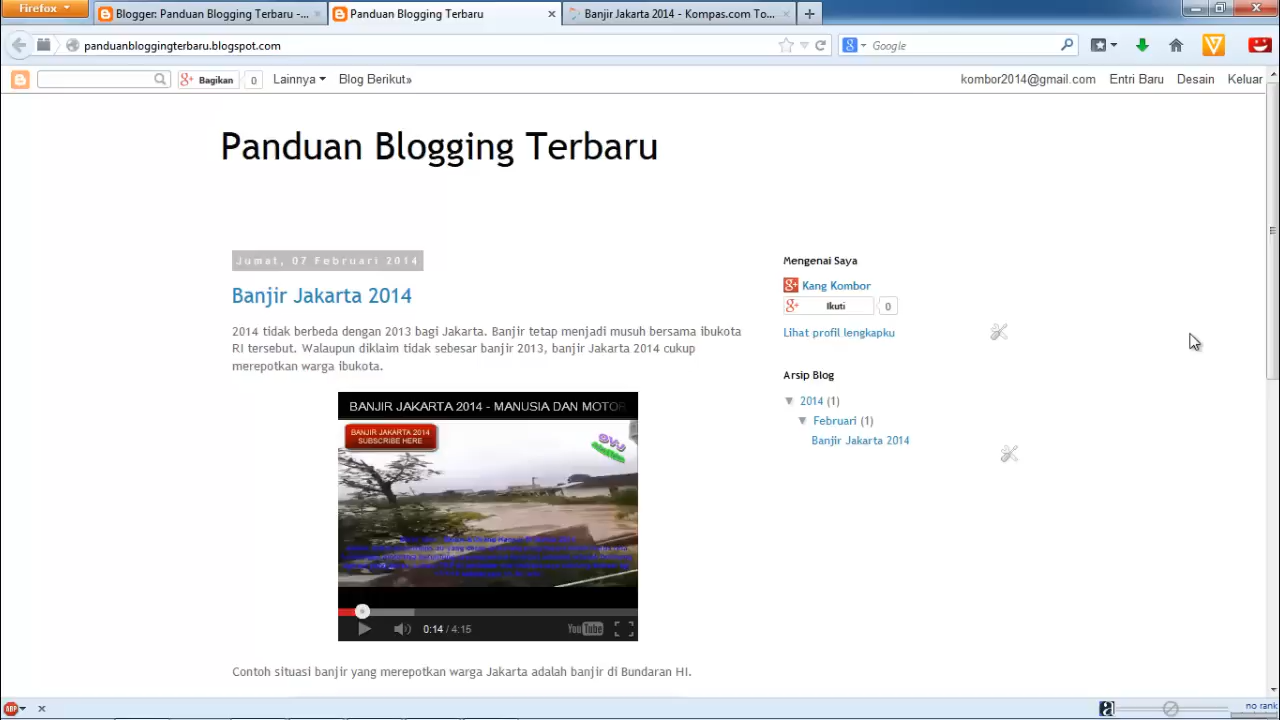 Firefox
Blogger: Panduan Blogging Terbaru -...
Panduan Blogging Terbaru
Banjir Jakarta 2014 - Kompas.com To...
panduanbloggingterbaru.blogspot.com
Google
Bagikan
0
Lainnya
Blog Berikut»
kombor2014@gmail.com
Entri Baru
Desain
Keluar
Panduan Blogging Terbaru
Jumat, 07 Februari 2014
Banjir Jakarta 2014
2014 tidak berbeda dengan 2013 bagi Jakarta. Banjir tetap menjadi musuh bersama ibukota
RI tersebut. Walaupun diklaim tidak sebesar banjir 2013, banjir Jakarta 2014 cukup
merepotkan warga ibukota.
BANJIR JAKARTA 2014 - MANUSIA DAN MOTOR
BANJIR JAKARTA 2014
SUBSCRIBE HERE
0:14 / 4:15
YouTube
Contoh situasi banjir yang merepotkan warga Jakarta adalah banjir di Bundaran HI.
Mengenai Saya
Kang Kombor
Ikuti
0
Lihat profil lengkapku
Arsip Blog
2014 (1)
Februari (1)
Banjir Jakarta 2014
ABP
no rank